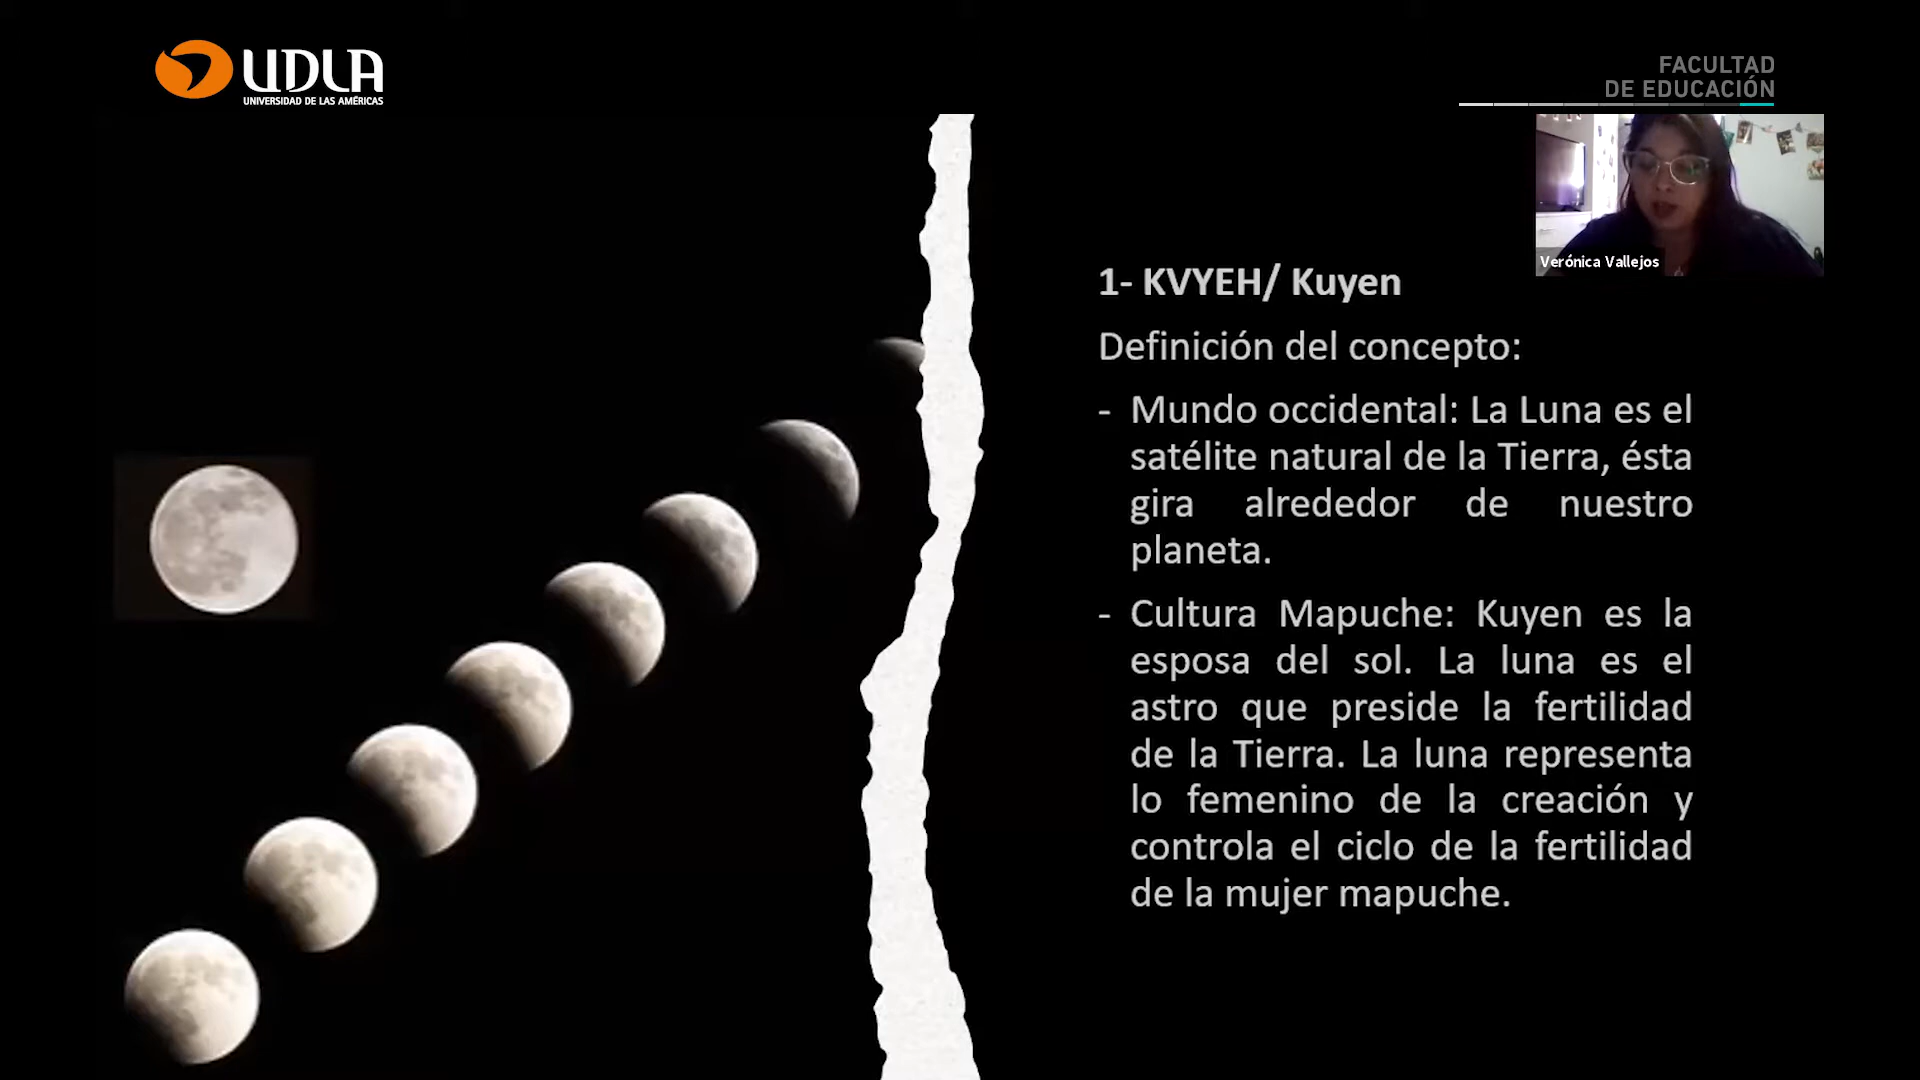 UDLA
UNIVERSIDAD DE LAS AMÉRICAS
FACULTAD
DE EDUCACIÓN
Verónica Vallejos
1- KVYEH/ Kuyen
Definición del concepto:
- Mundo occidental: La Luna es el
satélite natural de la Tierra, ésta
gira alrededor de nuestro
planeta.
- Cultura Mapuche: Kuyen es la
esposa del sol. La luna es el
astro que preside la fertilidad
de la Tierra. La luna representa
lo femenino de la creación y
controla el ciclo de la fertilidad
de la mujer mapuche.